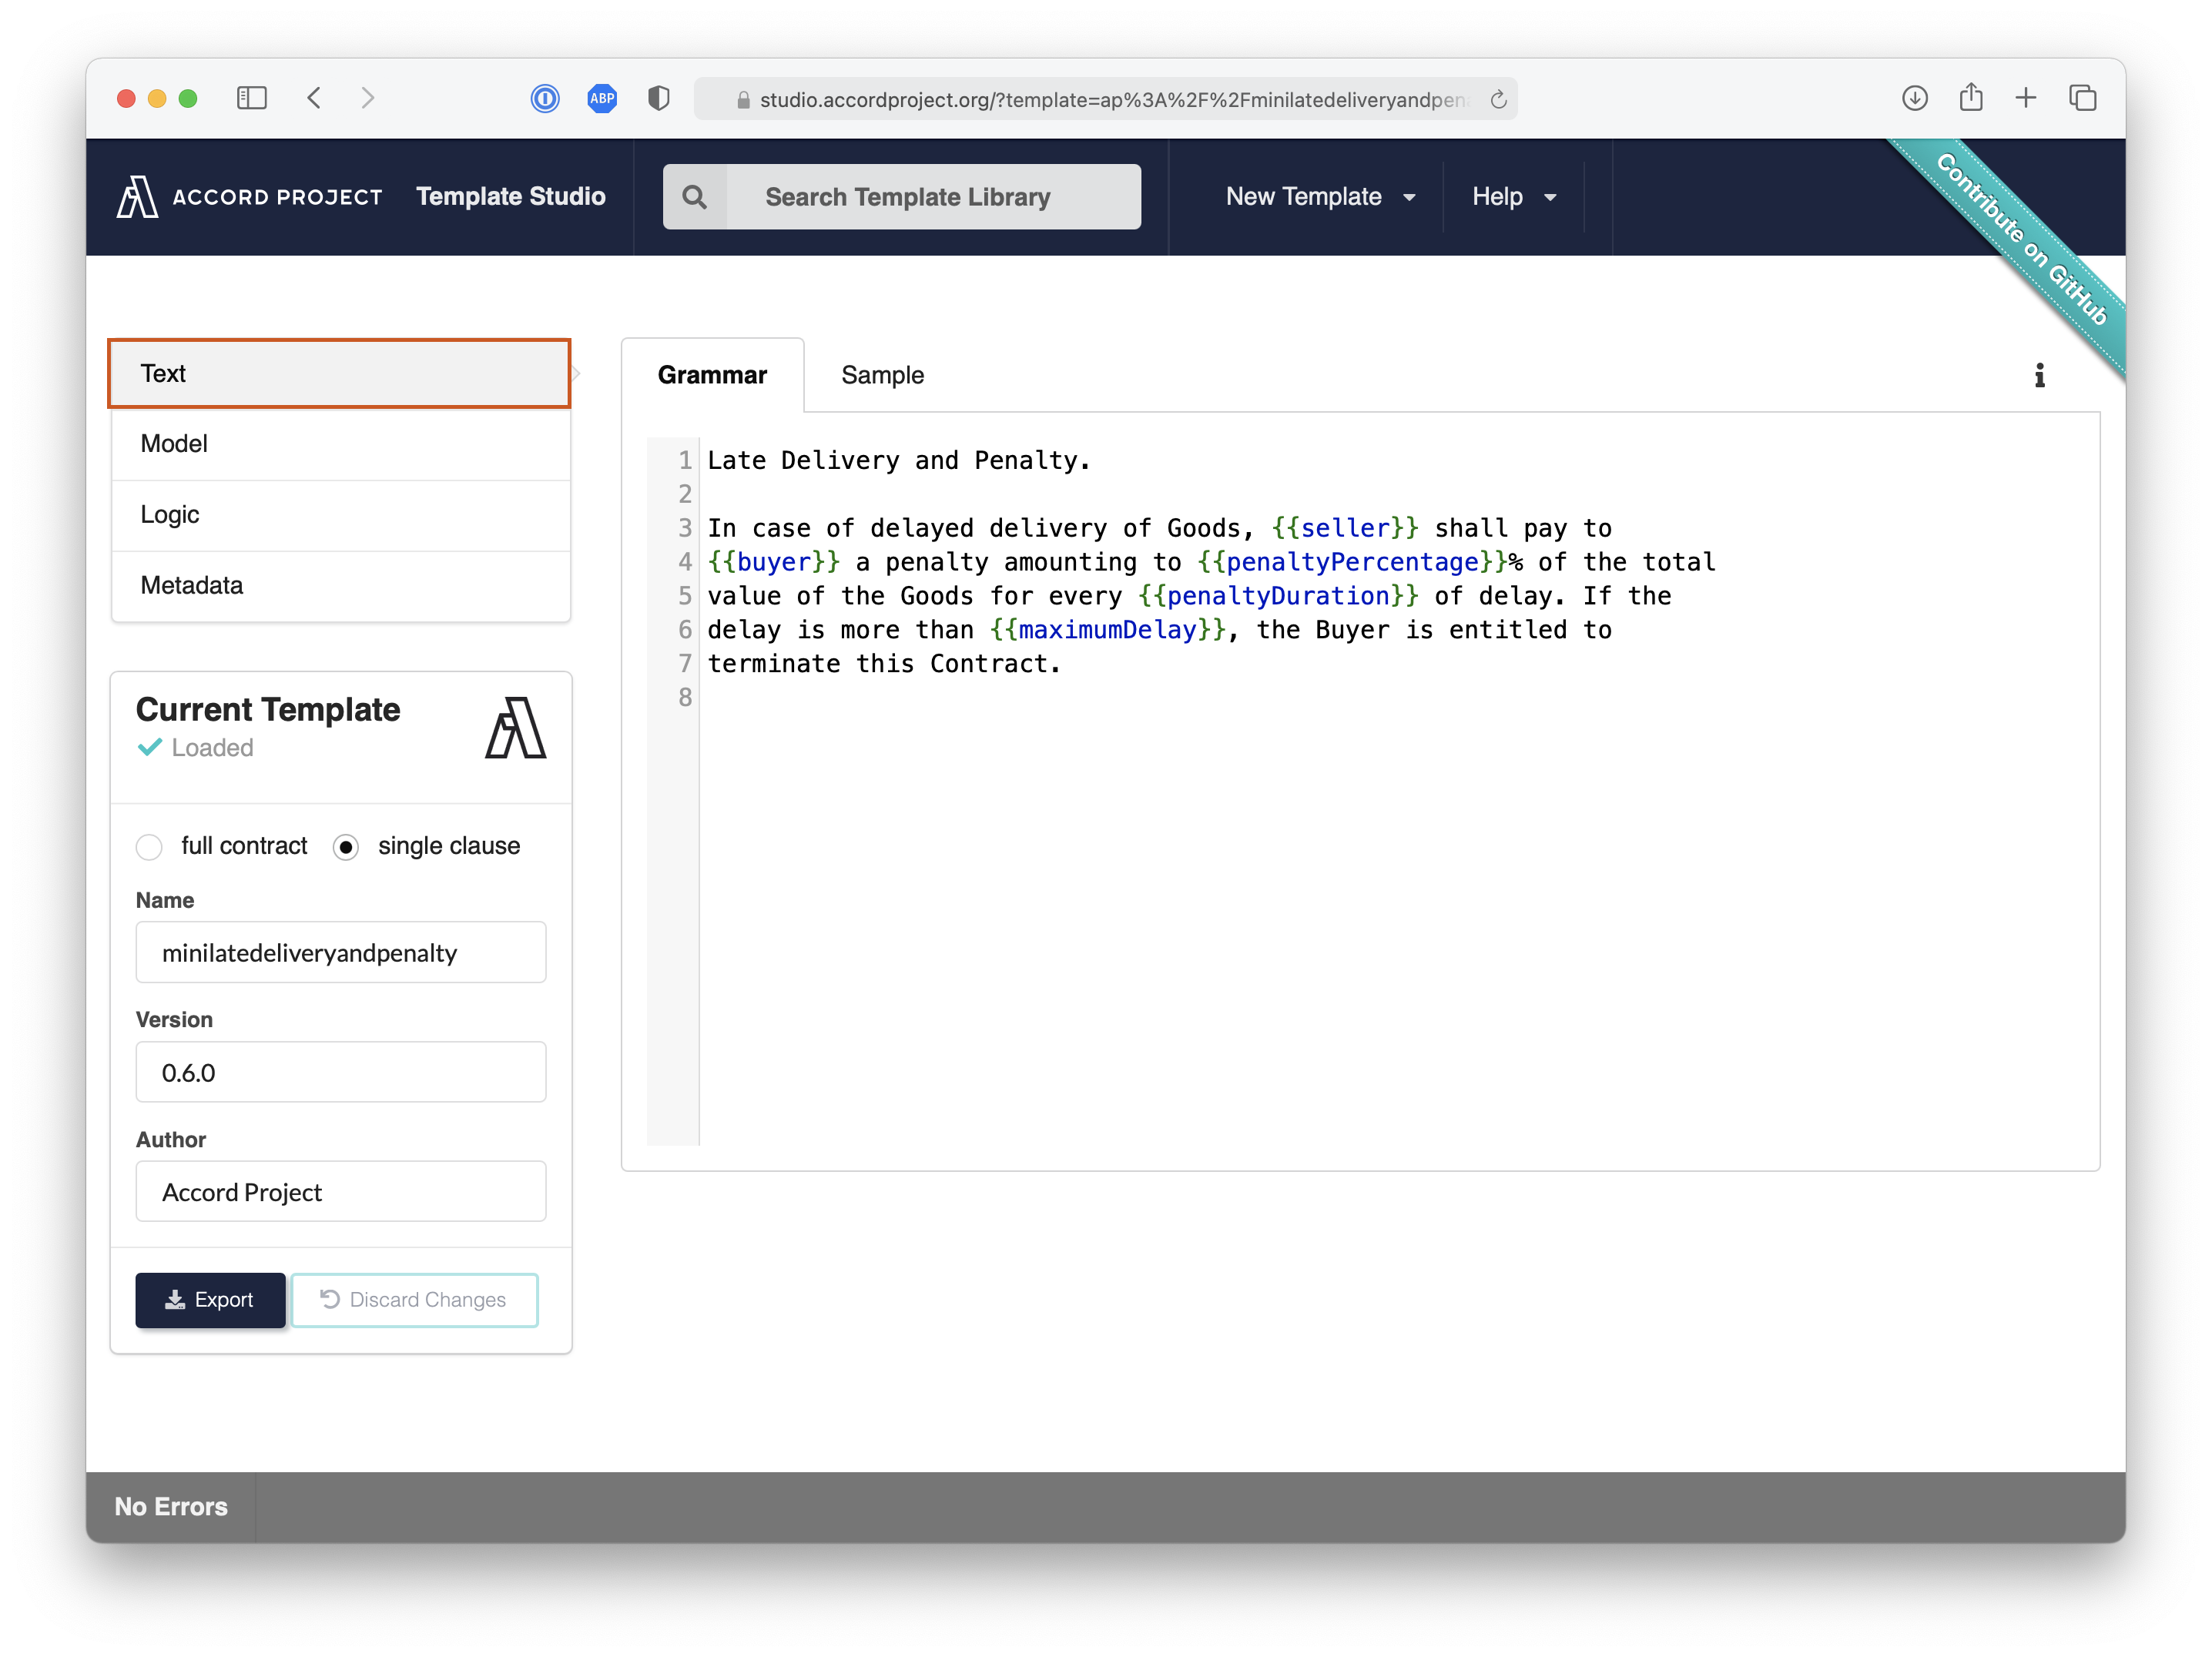 ABP
studio.accordproject.org/?template=ap%3A%2F%2Fminilatedeliveryandpen
ACCORD PROJECT
Template Studio
Search Template Library
New Template
Help
Contribute on GitHub
Text
Model
Logic
Metadata
Current Template
Loaded
full contract
single clause
Name
minilatedeliveryandpenalty
Version
0.6.0
Author
Accord Project
Export
Discard Changes
Grammar
Sample
1 Late Delivery and Penalty.
2
3 In case of delayed delivery of Goods, {{seller}} shall pay to
4 {{buyer}} a penalty amounting to {{penaltyPercentage}}% of the total
5 value of the Goods for every {{penaltyDuration}} of delay. If the
6 delay is more than {{maximumDelay}}, the Buyer is entitled to
7 terminate this Contract.
8
No Errors